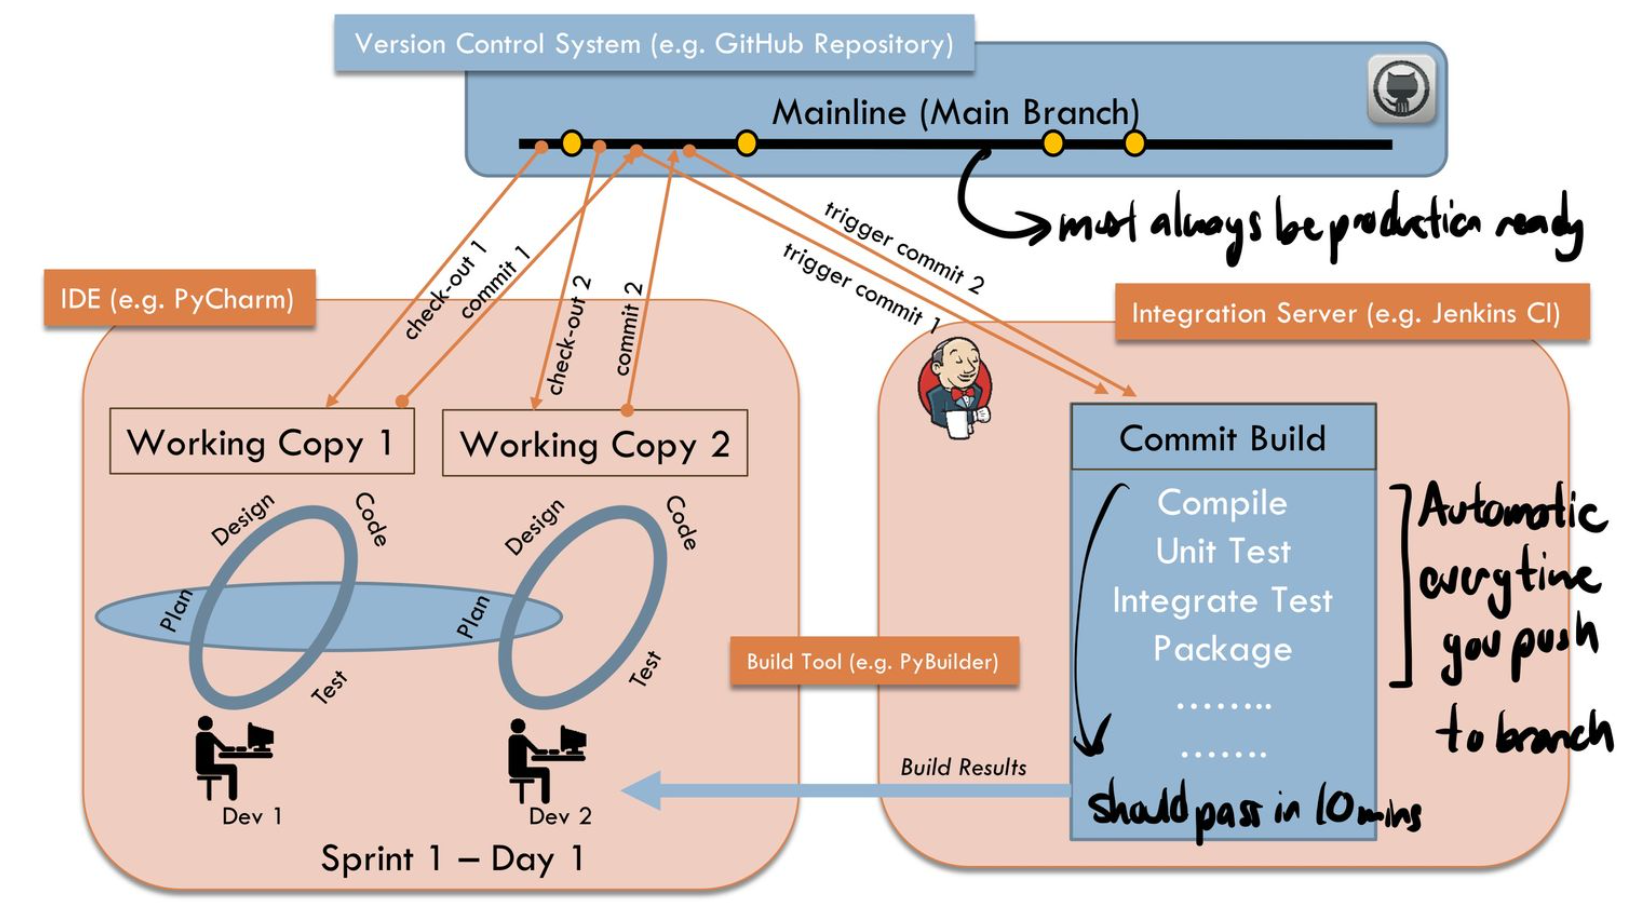 Version Control System (e.g. GitHub Repository)
Mainline (Main Branch)
must always be production ready
check-out 1
commit 1
check-out 2
commit 2
trigger commit 1
trigger commit 2
IDE (e.g. PyCharm)
Integration Server (e.g. Jenkins CI)
Working Copy 1
Working Copy 2
Commit Build
Compile
Unit Test
Integrate Test
Package
........
.......
should pass in 10 mins
Automatic
everytime
you push
to branch
Design
Code
Plan
Test
Design
Code
Plan
Test
Build Tool (e.g. PyBuilder)
Build Results
Dev 1
Dev 2
Sprint 1 – Day 1